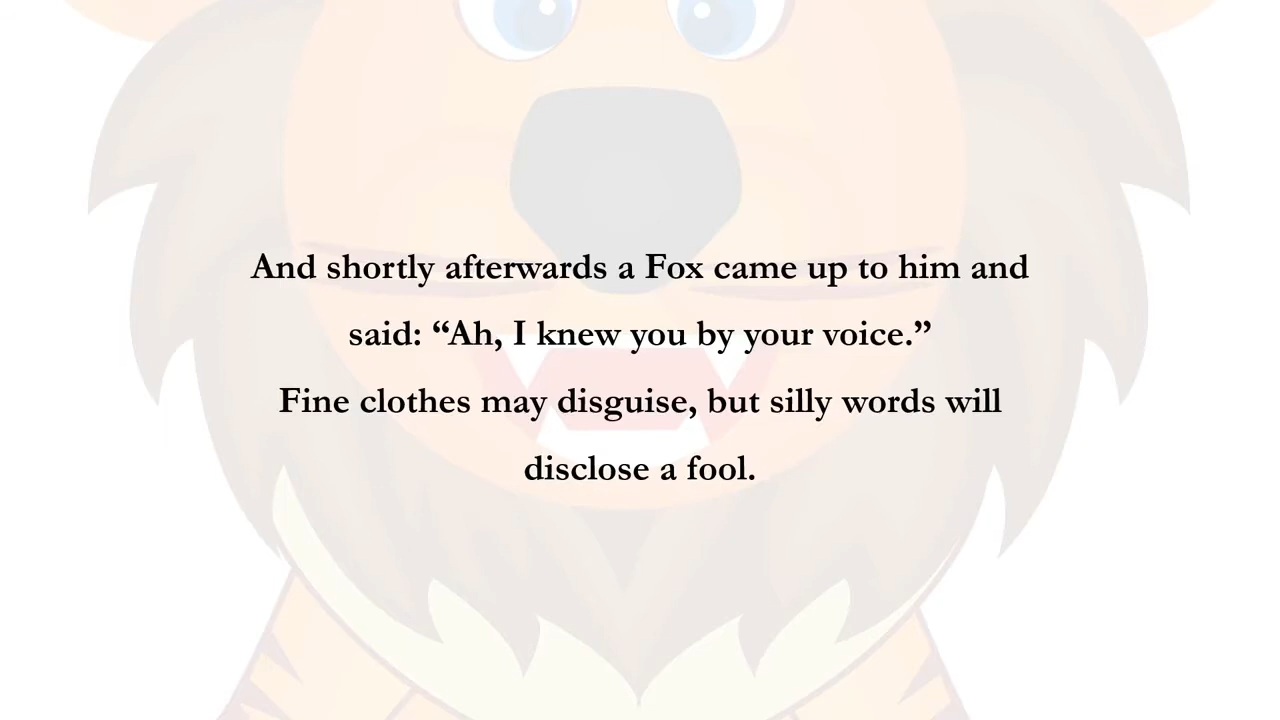 And shortly afterwards a Fox came up to him and
said: “Ah, I knew you by your voice.”
Fine clothes may disguise, but silly words will
disclose a fool.